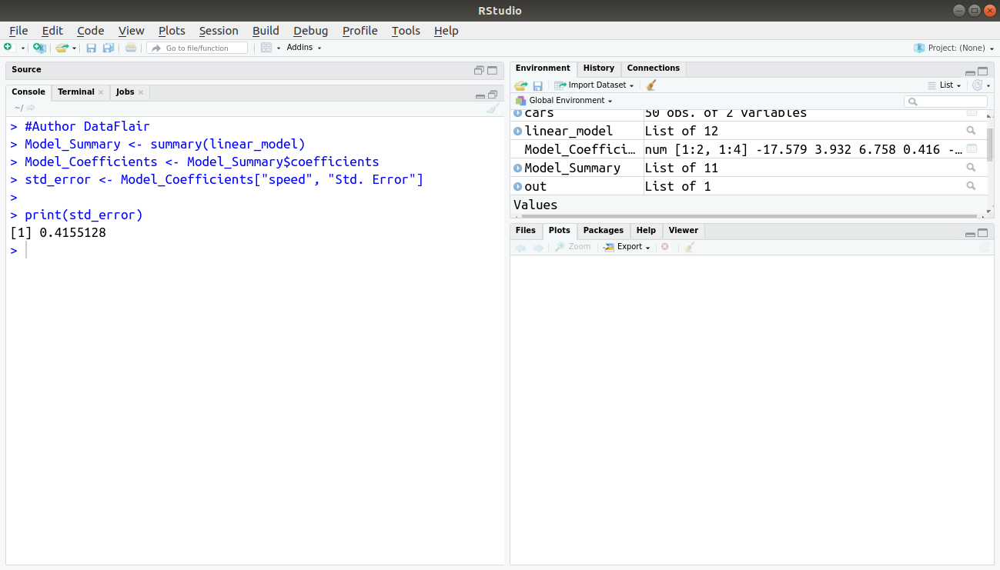 RStudio
File Edit Code View Plots Session Build Debug Profile Tools Help
Go to file/function Addins Project: (None)
Source
Console Terminal Jobs
~/
> #Author DataFlair
> Model_Summary <- summary(linear_model)
> Model_Coefficients <- Model_Summary$coefficients
> std_error <- Model_Coefficients["speed", "Std. Error"]
>
> print(std_error)
[1] 0.4155128
>
Environment History Connections
Import Dataset List
Global Environment
cars 50 obs. of 2 variables
linear_model List of 12
Model_Coeffici… num [1:2, 1:4] -17.579 3.932 6.758 0.416 -…
Model_Summary List of 11
out List of 1
Values
Files Plots Packages Help Viewer
Zoom Export